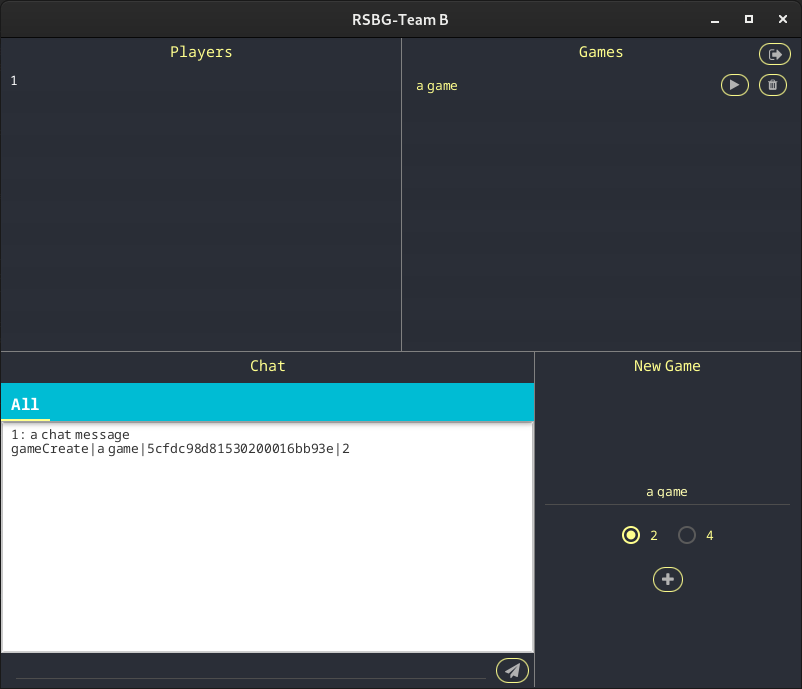 RSBG-Team B
Players
Games
1
a game
Chat
New Game
All
1: a chat message
gameCreate|a game|5cfdc98d81530200016bb93e|2
a game
2 4